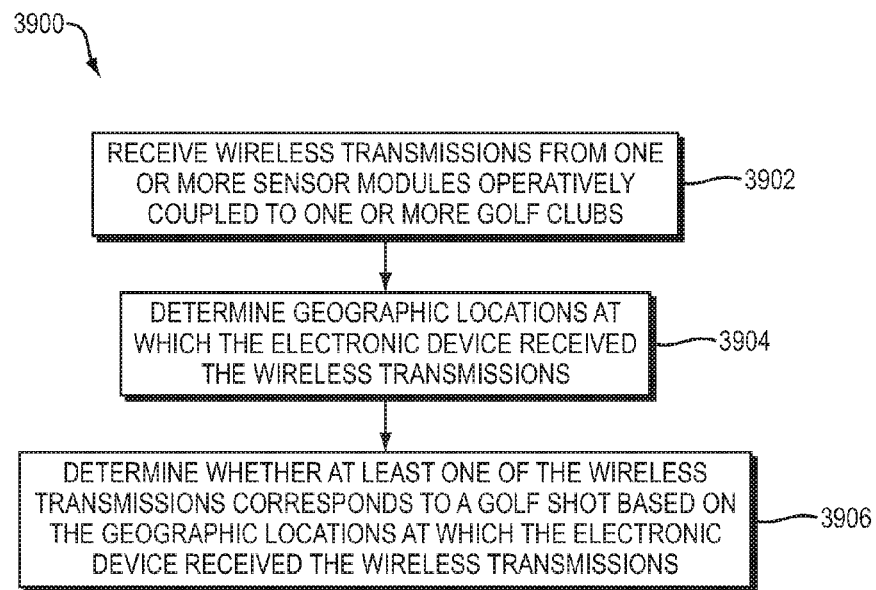 3900
RECEIVE WIRELESS TRANSMISSIONS FROM ONE
OR MORE SENSOR MODULES OPERATIVELY
COUPLED TO ONE OR MORE GOLF CLUBS
3902
DETERMINE GEOGRAPHIC LOCATIONS AT
WHICH THE ELECTRONIC DEVICE RECEIVED
THE WIRELESS TRANSMISSIONS
3904
DETERMINE WHETHER AT LEAST ONE OF THE WIRELESS
TRANSMISSIONS CORRESPONDS TO A GOLF SHOT BASED ON
THE GEOGRAPHIC LOCATIONS AT WHICH THE ELECTRONIC
DEVICE RECEIVED THE WIRELESS TRANSMISSIONS
3906